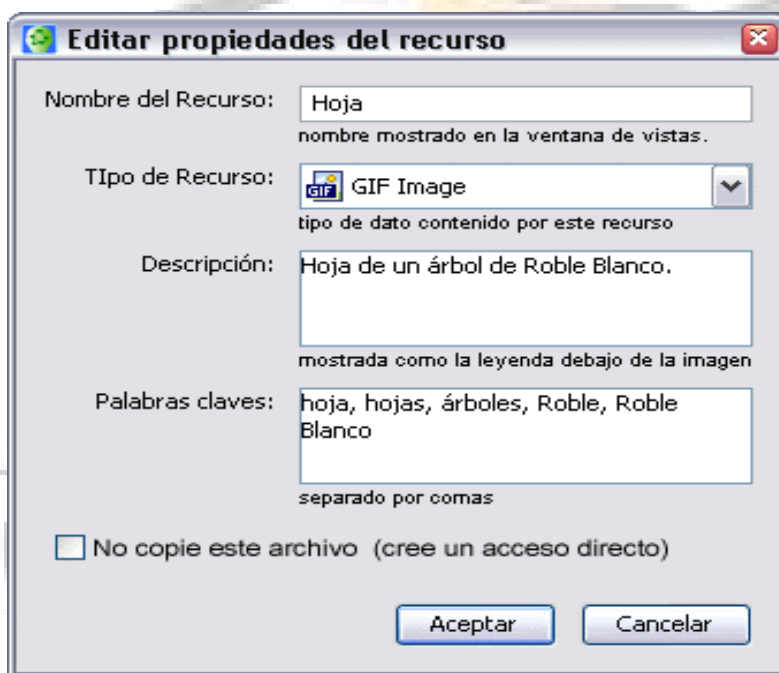 Editar propiedades del recurso
Nombre del Recurso:
Hoja
nombre mostrado en la ventana de vistas.
TIpo de Recurso:
GIF
GIF Image
tipo de dato contenido por este recurso
Descripción:
Hoja de un árbol de Roble Blanco.
mostrada como la leyenda debajo de la imagen
Palabras claves:
hoja, hojas, árboles, Roble, Roble
Blanco
separado por comas
No copie este archivo (cree un acceso directo)
Aceptar
Cancelar